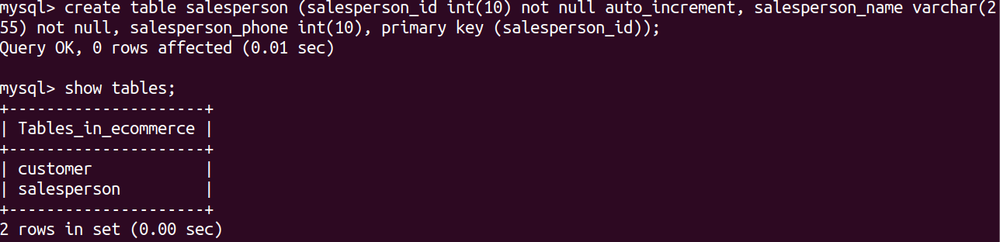 mysql> create table salesperson (salesperson_id int(10) not null auto_increment, salesperson_name varchar(2
55) not null, salesperson_phone int(10), primary key (salesperson_id));
Query OK, 0 rows affected (0.01 sec)
mysql> show tables;
+---------------------+
| Tables_in_ecommerce |
+---------------------+
| customer            |
| salesperson         |
+---------------------+
2 rows in set (0.00 sec)